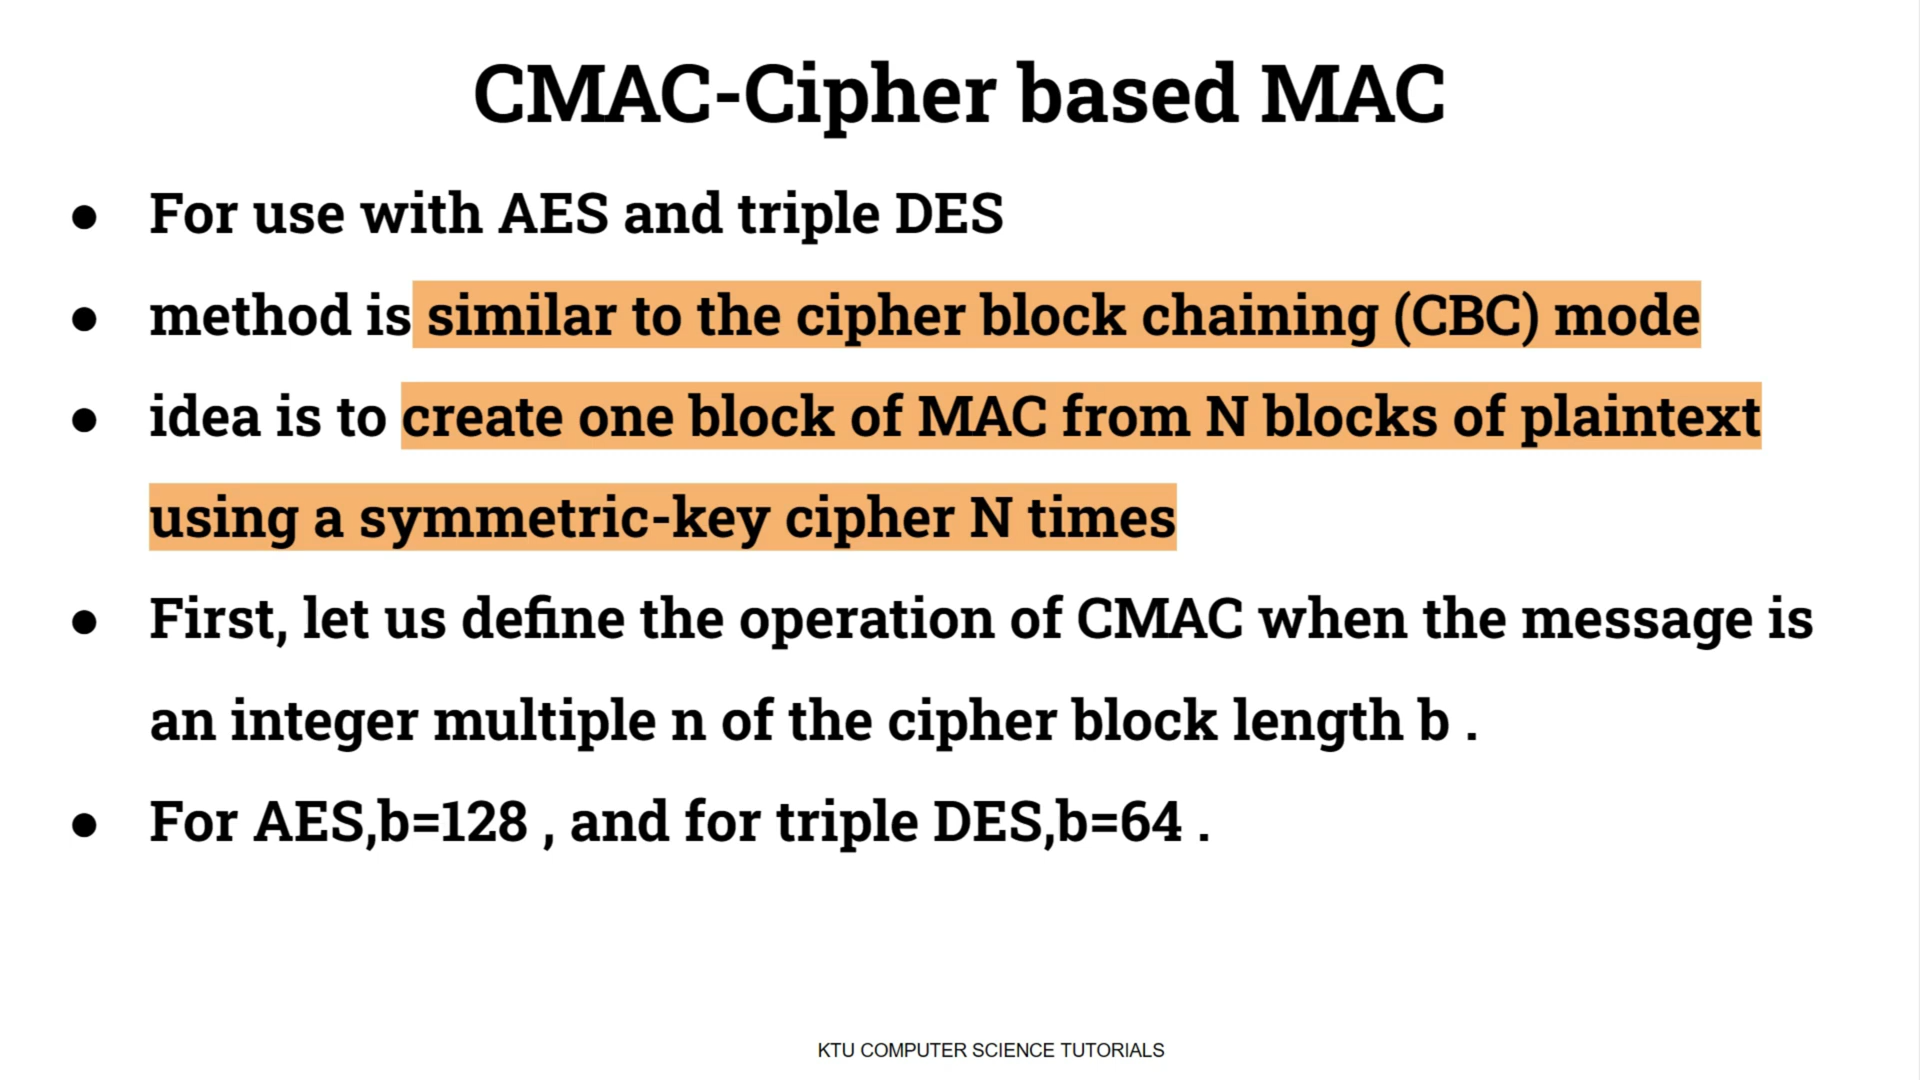 CMAC-Cipher based MAC
● For use with AES and triple DES
● method is similar to the cipher block chaining (CBC) mode
● idea is to create one block of MAC from N blocks of plaintext
using a symmetric-key cipher N times
● First, let us define the operation of CMAC when the message is
an integer multiple n of the cipher block length b .
● For AES,b=128 , and for triple DES,b=64 .
KTU COMPUTER SCIENCE TUTORIALS